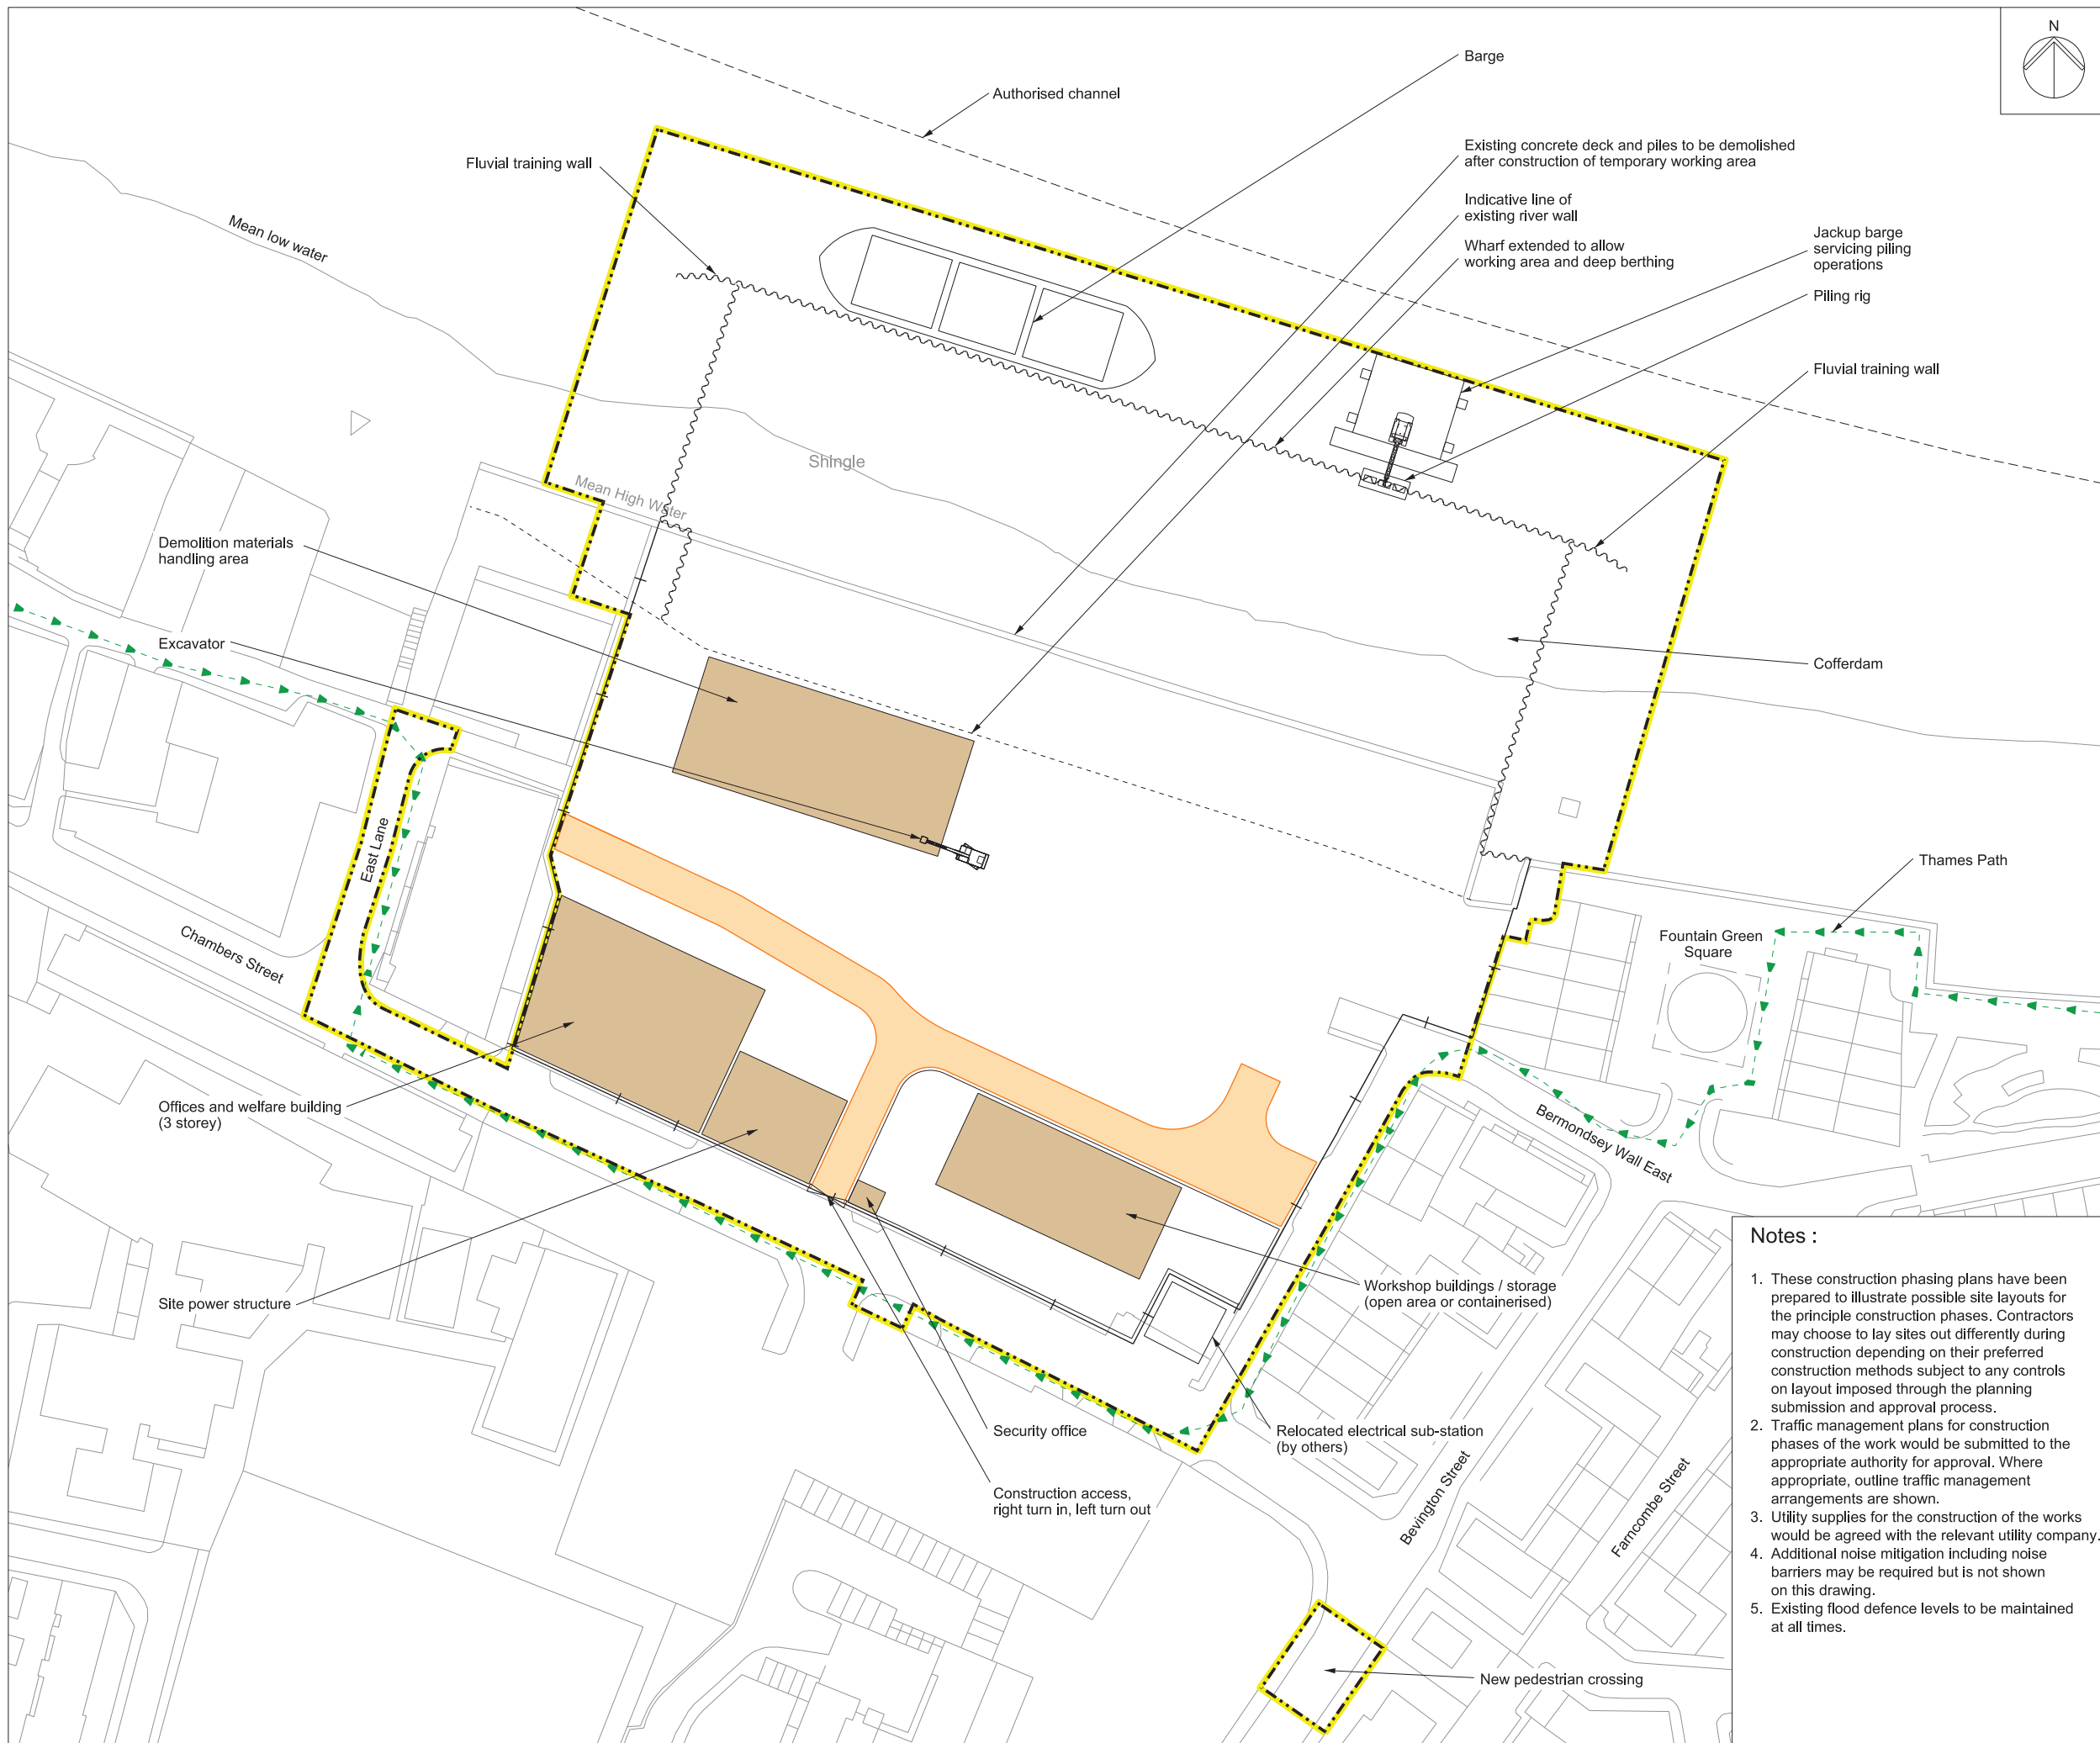 N
Barge
Authorised channel
Existing concrete deck and piles to be demolished
after construction of temporary working area
Fluvial training wall
Indicative line of
existing river wall
Mean low water
Wharf extended to allow
working area and deep berthing
Jackup barge
servicing piling
operations
Piling rig
Fluvial training wall
Shingle
Mean High Water
Demolition materials
handling area
Excavator
Cofferdam
East Lane
Thames Path
Chambers Street
Fountain Green
Square
Offices and welfare building
(3 storey)
Bermondsey Wall East
Site power structure
Workshop buildings / storage
(open area or containerised)
Security office
Relocated electrical sub-station
(by others)
Construction access,
right turn in, left turn out
Bevington Street
Farncombe Street
New pedestrian crossing
Notes :
1. These construction phasing plans have been
prepared to illustrate possible site layouts for
the principle construction phases. Contractors
may choose to lay sites out differently during
construction depending on their preferred
construction methods subject to any controls
on layout imposed through the planning
submission and approval process.
2. Traffic management plans for construction
phases of the work would be submitted to the
appropriate authority for approval. Where
appropriate, outline traffic management
arrangements are shown.
3. Utility supplies for the construction of the works
would be agreed with the relevant utility company.
4. Additional noise mitigation including noise
barriers may be required but is not shown
on this drawing.
5. Existing flood defence levels to be maintained
at all times.